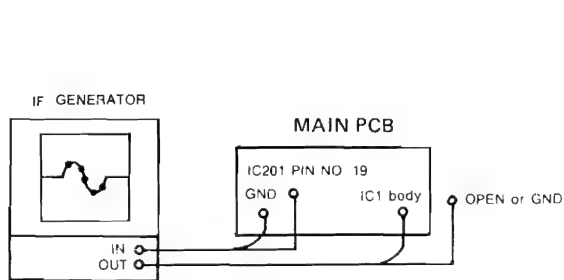 IF GENERATOR
MAIN PCB
IC201 PIN NO 19
GND
IC1 body
OPEN or GND
IN
OUT